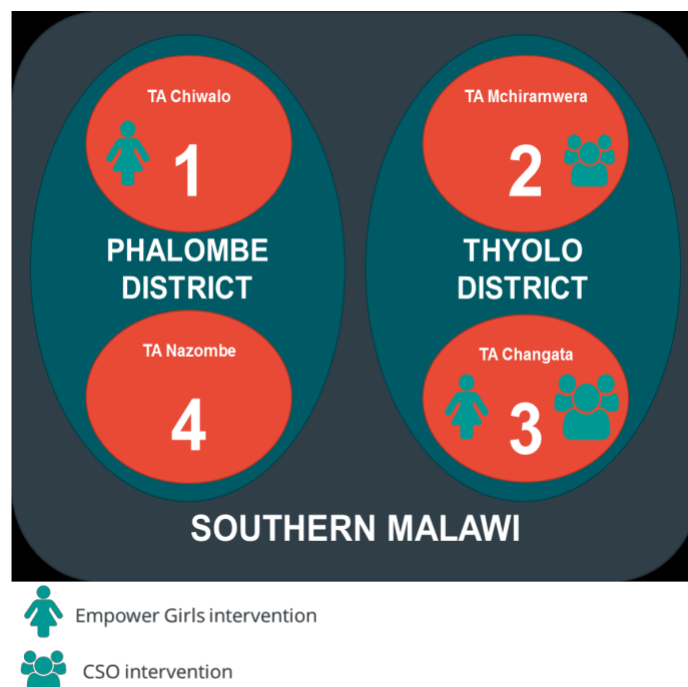 TA Chiwalo
1
PHALOMBE
DISTRICT
TA Nazombe
4
TA Mchiramwera
2
THYOLO
DISTRICT
TA Changata
3
SOUTHERN MALAWI
Empower Girls intervention
CSO intervention